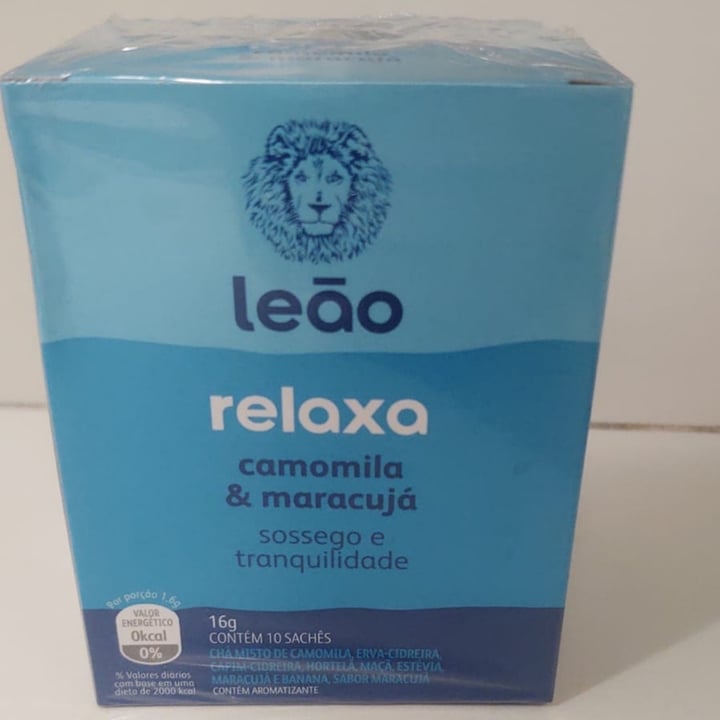 & maracujá
leão
relaxa
camomila
& maracujá
sossego e
tranquilidade
Por porção 1,6g
VALOR
ENERGÉTICO
0kcal
0%
% Valores diários
com base em uma
dieta de 2000 kcal
16g
CONTÉM 10 SACHÊS
CHÁ MISTO DE CAMOMILA, ERVA-CIDREIRA,
CAPIM-CIDREIRA, HORTELÃ, MAÇÃ, ESTÉVIA,
MARACUJÁ E BANANA, SABOR MARACUJÁ
CONTÉM AROMATIZANTE